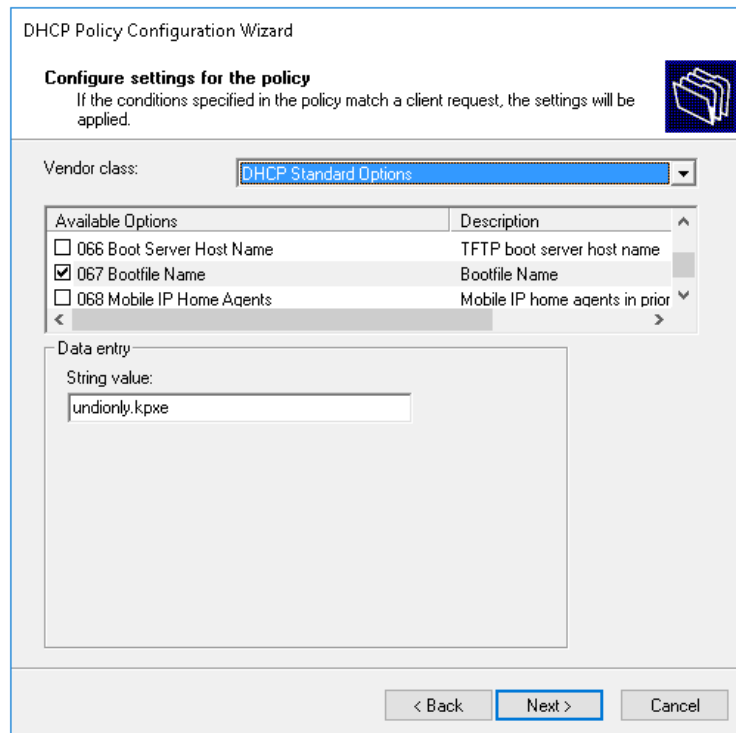 DHCP Policy Configuration Wizard
Configure settings for the policy
If the conditions specified in the policy match a client request, the settings will be
applied.
Vendor class:
DHCP Standard Options
Available Options Description
066 Boot Server Host Name TFTP boot server host name
067 Bootfile Name Bootfile Name
068 Mobile IP Home Agents Mobile IP home agents in prior
Data entry
String value:
undionly.kpxe
< Back Next > Cancel